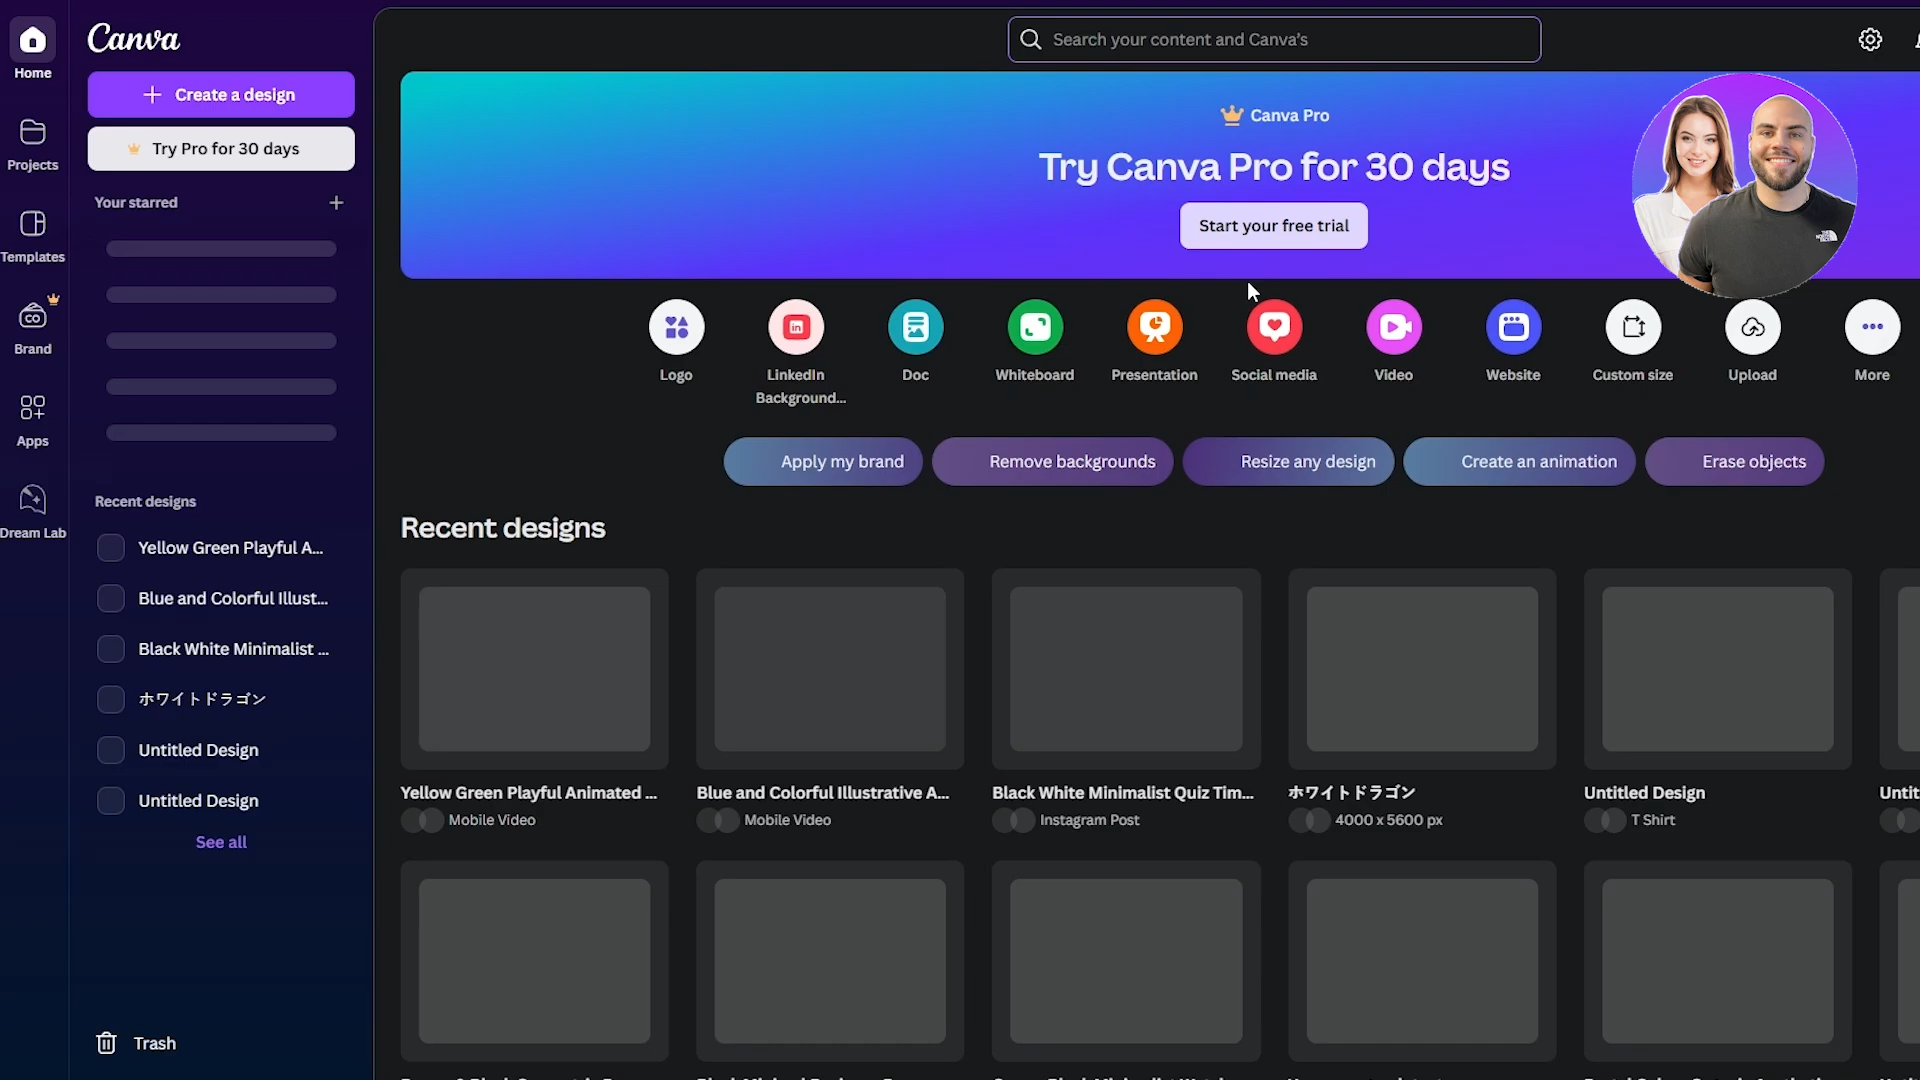 Home
Projects
Templates
Brand
Apps
Dream Lab
Canva
Create a design
Try Pro for 30 days
Your starred
Recent designs
Yellow Green Playful A...
Blue and Colorful Illust...
Black White Minimalist ...
ホワイトドラゴン
Untitled Design
Untitled Design
See all
Trash
Search your content and Canva's
Canva Pro
Try Canva Pro for 30 days
Start your free trial
Logo
LinkedIn
Background...
Doc
Whiteboard
Presentation
Social media
Video
Website
Custom size
Upload
More
Apply my brand
Remove backgrounds
Resize any design
Create an animation
Erase objects
Recent designs
Yellow Green Playful Animated ...
Mobile Video
Blue and Colorful Illustrative A...
Mobile Video
Black White Minimalist Quiz Tim...
Instagram Post
ホワイトドラゴン
4000 x 5600 px
Untitled Design
T Shirt